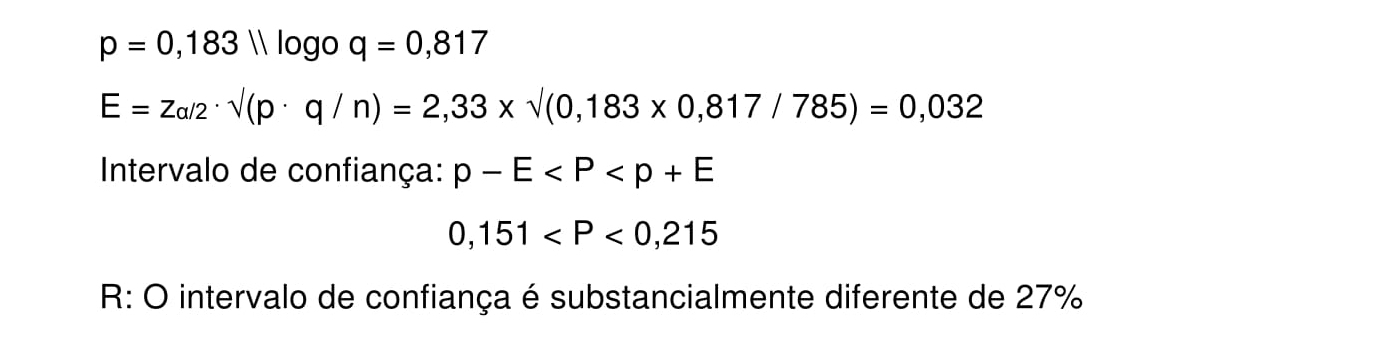 p = 0,183 \\ logo q = 0,817
E = zα/2 · √(p · q / n) = 2,33 x √(0,183 x 0,817 / 785) = 0,032
Intervalo de confiança: p – E < P < p + E
0,151 < P < 0,215
R: O intervalo de confiança é substancialmente diferente de 27%